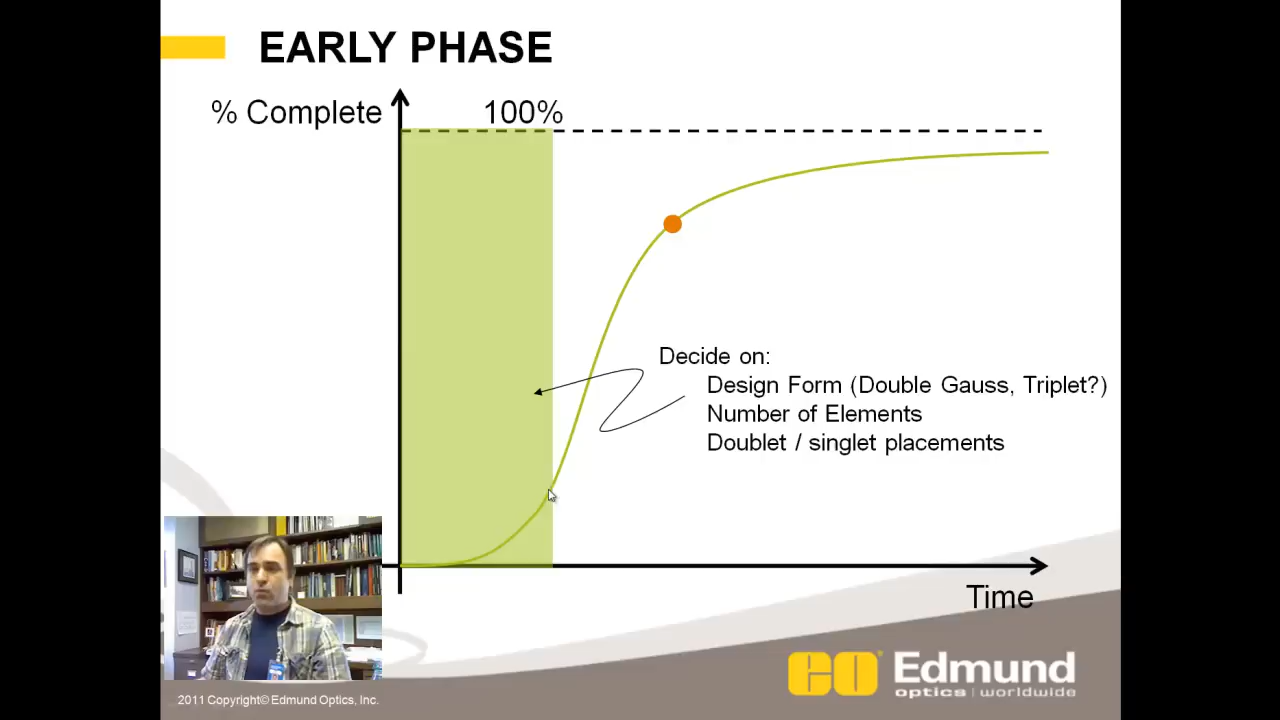 EARLY PHASE
% Complete
100%
Decide on:
Design Form (Double Gauss, Triplet?)
Number of Elements
Doublet / singlet placements
Time
eo® Edmund
optics | worldwide
2011 Copyright© Edmund Optics, Inc.